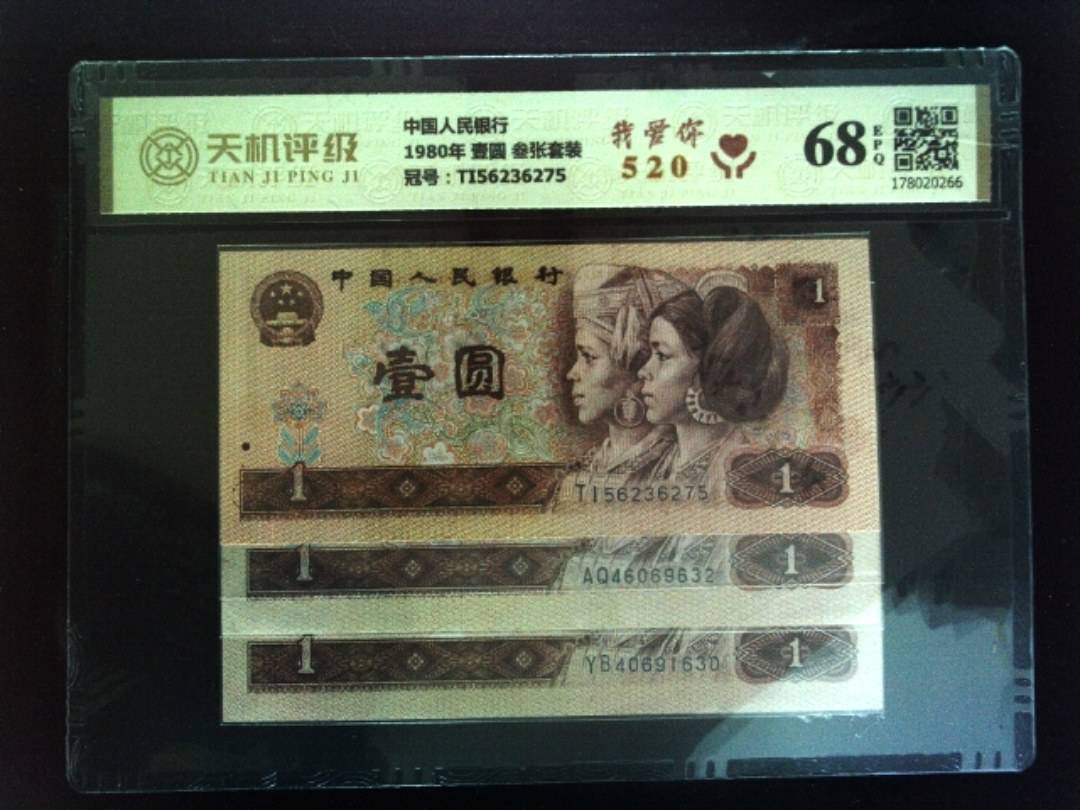 天机评级
TIAN JI PING JI
中国人民银行
1980年 壹圆 叁张套装
冠号：TI56236275
我爱你
520
68
EPQ
178020266
中国人民银行
1
壹圆
1
TI56236275
1
1
AQ46069632
1
1
YB40691630
1